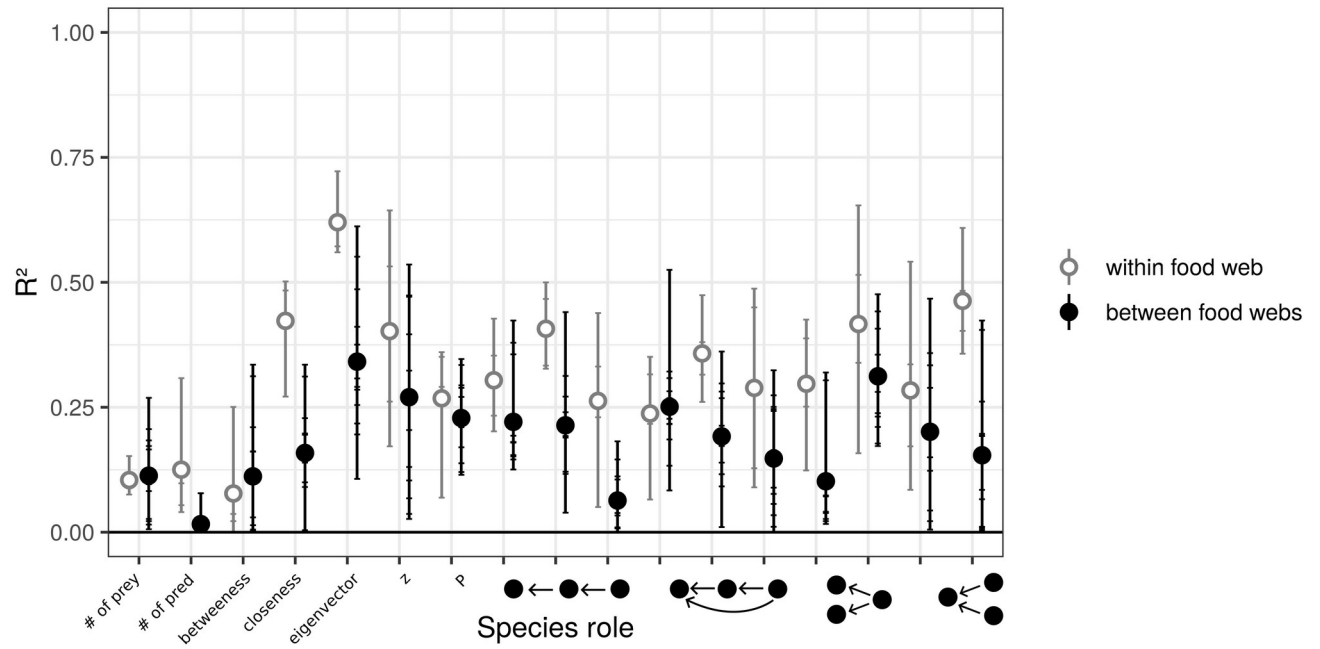 1.00
0.75
0.50
0.25
0.00
R²
# of prey
# of pred
betweeness
closeness
eigenvector
z
P
Species role
within food web
between food webs